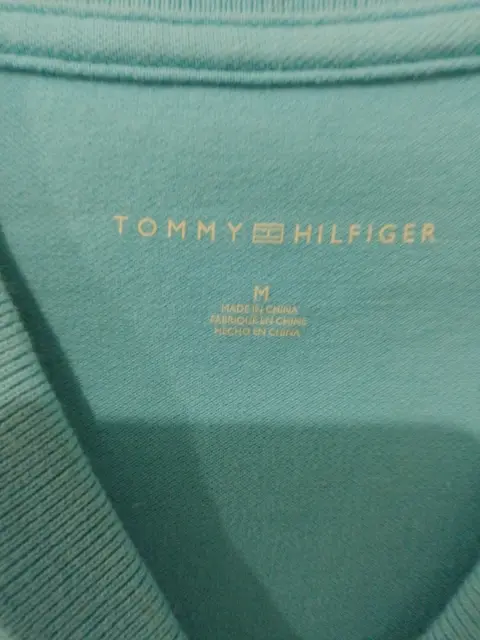 TOMMY HILFIGER
M
MADE IN CHINA
FABRIQUÉ EN CHINE
HECHO EN CHINA